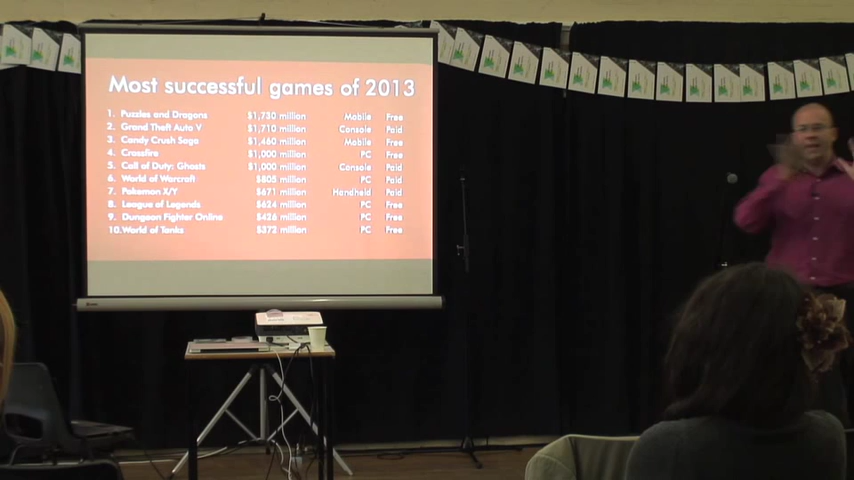 Most successful games of 2013
1. Puzzles and Dragons $1,730 million Mobile Free
2. Grand Theft Auto V $1,710 million Console Paid
3. Candy Crush Saga $1,460 million Mobile Free
4. Crossfire $1,000 million PC Free
5. Call of Duty: Ghosts $1,000 million Console Paid
6. World of Warcraft $805 million PC Paid
7. Pokemon X/Y $671 million Handheld Paid
8. League of Legends $624 million PC Free
9. Dungeon Fighter Online $426 million PC Free
10. World of Tanks $372 million PC Free